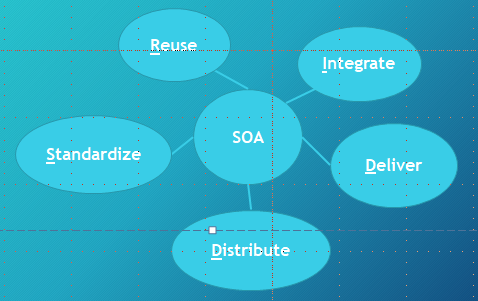 Reuse
Integrate
SOA
Standardize
Deliver
Distribute